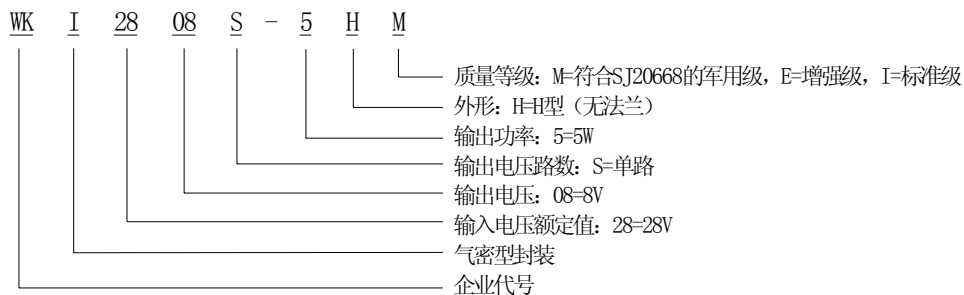 WK I 28 08 S - 5 H M
质量等级：M=符合SJ20668的军用级，E=增强级，I=标准级
外形：H=H型（无法兰）
输出功率：5=5W
输出电压路数：S=单路
输出电压：08=8V
输入电压额定值：28=28V
气密型封装
企业代号